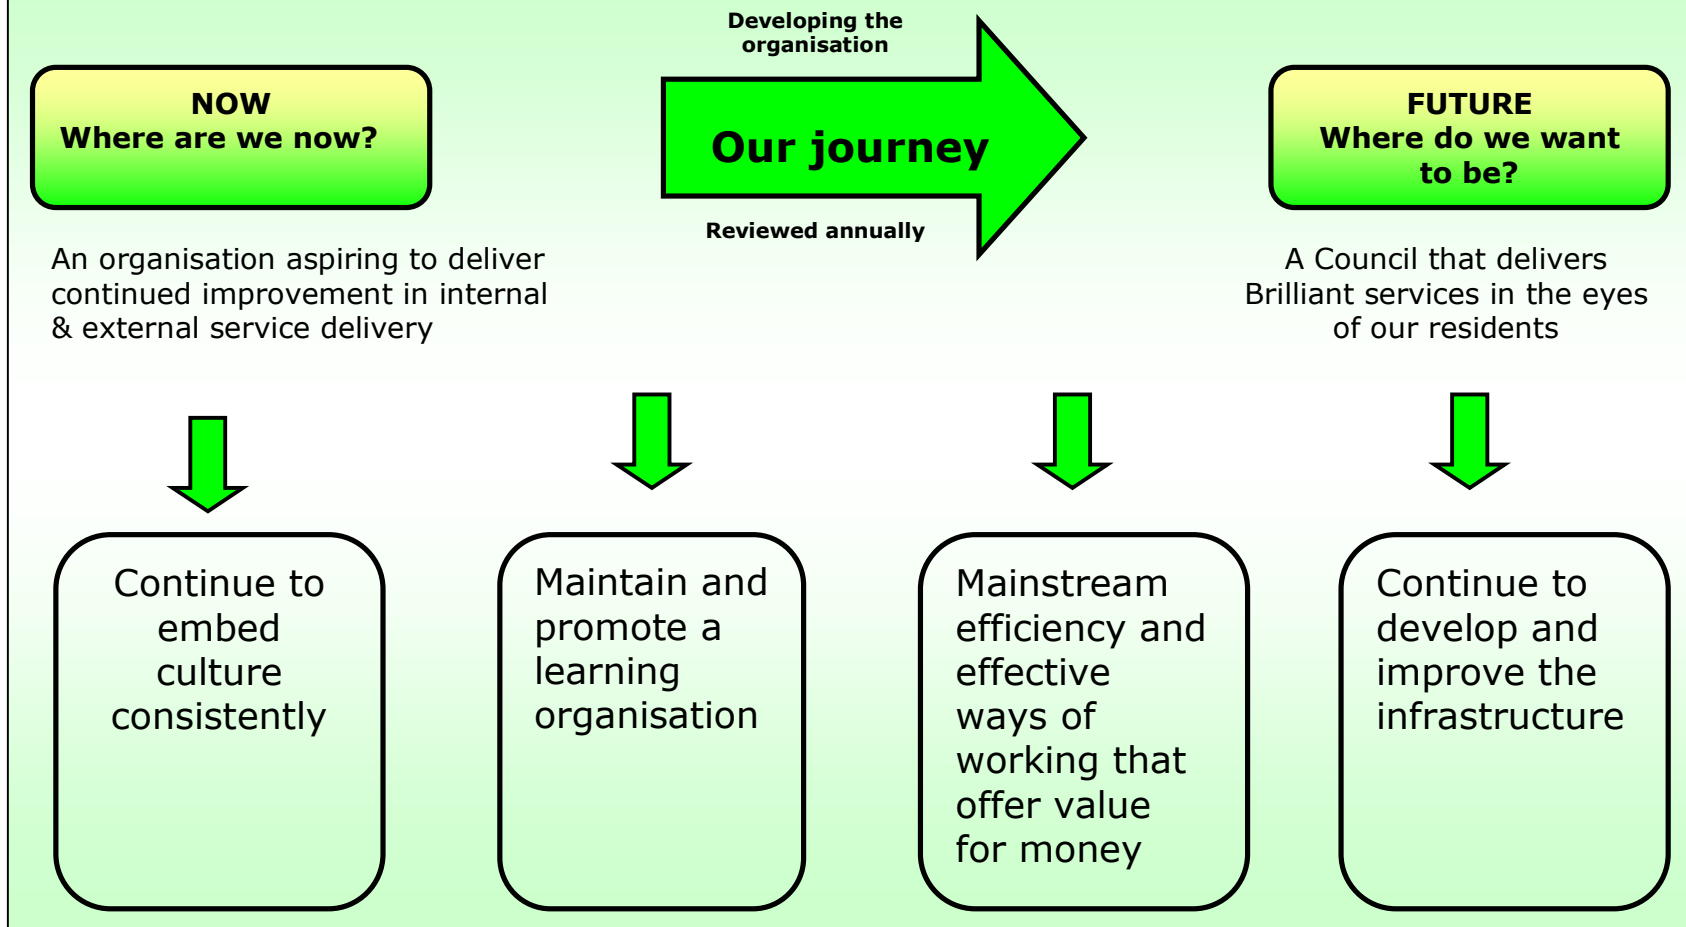 Developing the
organisation
NOW
Where are we now?
Our journey
FUTURE
Where do we want
to be?
Reviewed annually
An organisation aspiring to deliver
continued improvement in internal
& external service delivery
A Council that delivers
Brilliant services in the eyes
of our residents
Continue to
embed
culture
consistently
Maintain and
promote a
learning
organisation
Mainstream
efficiency and
effective
ways of
working that
offer value
for money
Continue to
develop and
improve the
infrastructure